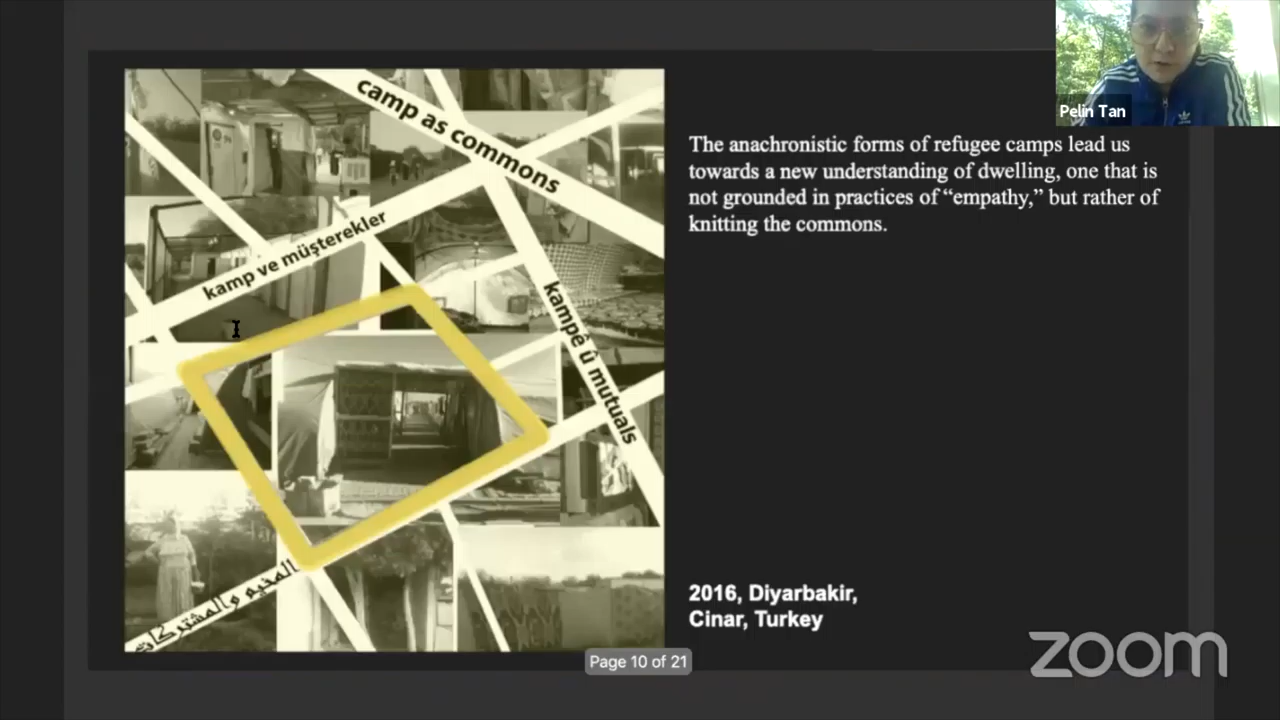 Pelin Tan
camp as commons
kamp ve müşterekler
kampê û mutuals
المخيم والمشتركات
The anachronistic forms of refugee camps lead us
towards a new understanding of dwelling, one that is
not grounded in practices of “empathy,” but rather of
knitting the commons.
2016, Diyarbakir,
Cinar, Turkey
Page 10 of 21
zoom